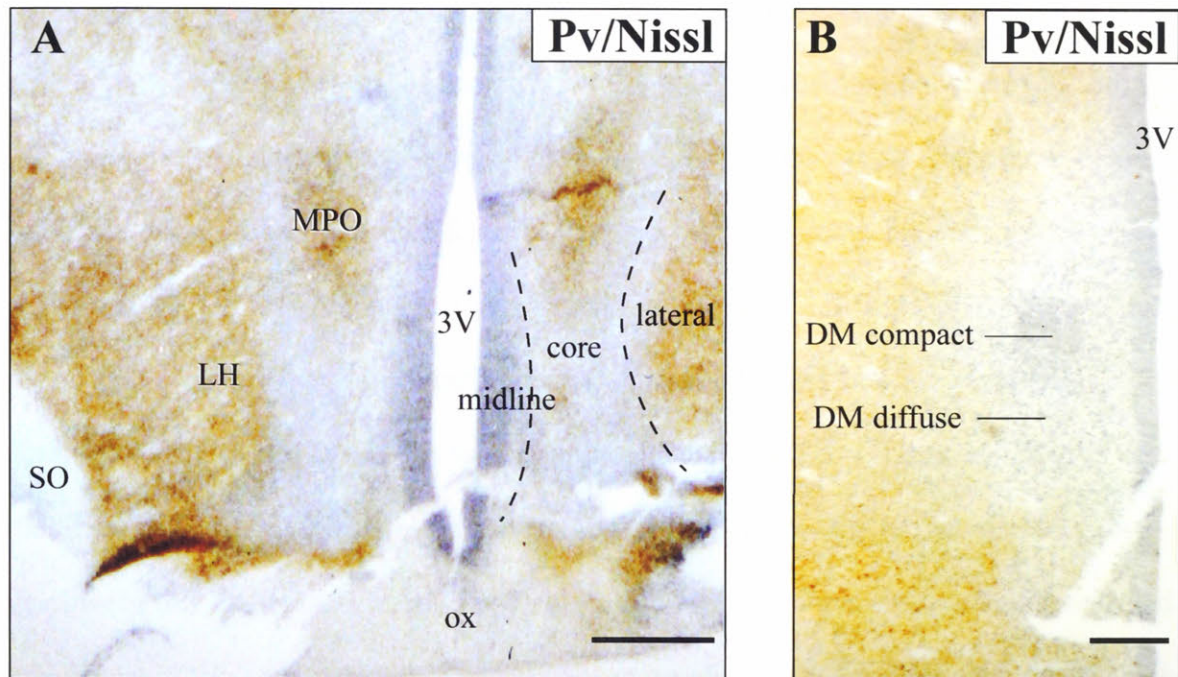 A
Pv/Nissl
MPO
3V
lateral
core
LH
midline
SO
ox
B
Pv/Nissl
3V
DM compact
DM diffuse